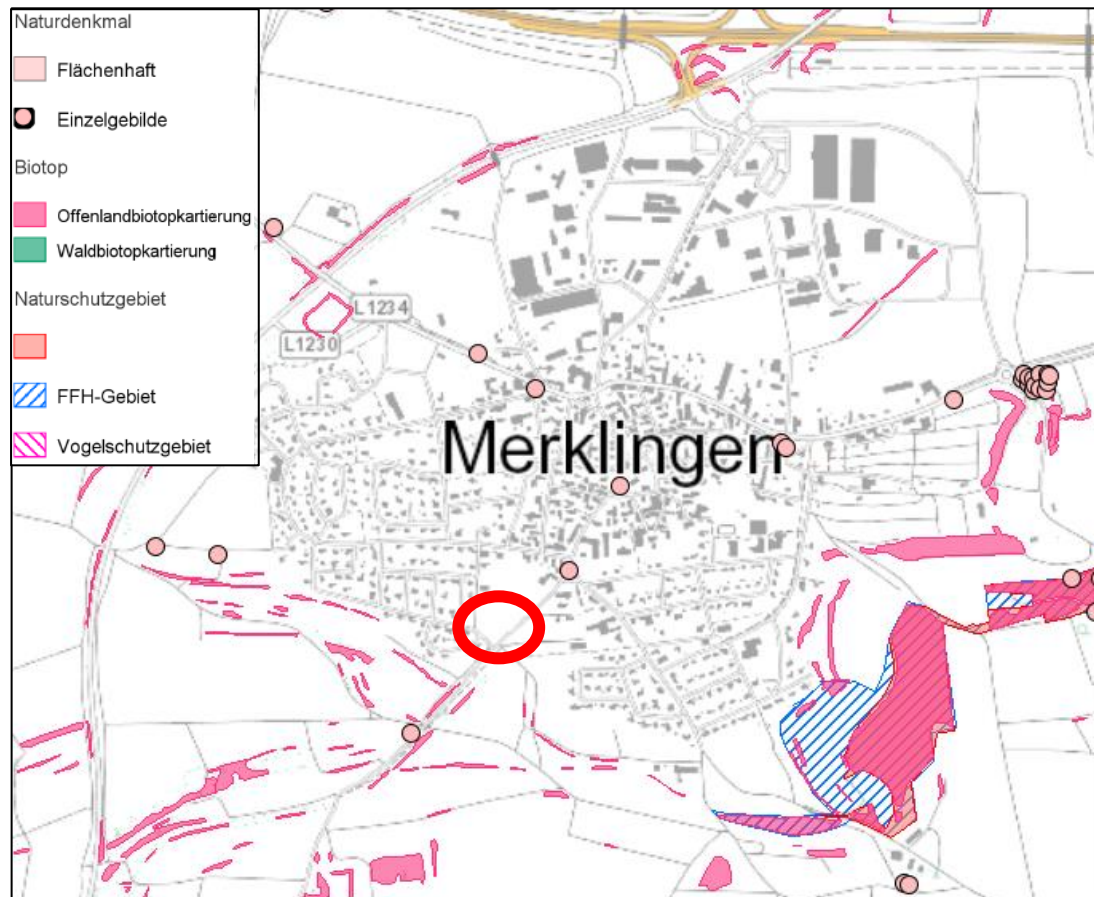 Naturdenkmal
Flächenhaft
Einzelgebilde
Biotop
Offenlandbiotopkartierung
Waldbiotopkartierung
Naturschutzgebiet
FFH-Gebiet
Vogelschutzgebiet
L1234
L1230
Merklingen